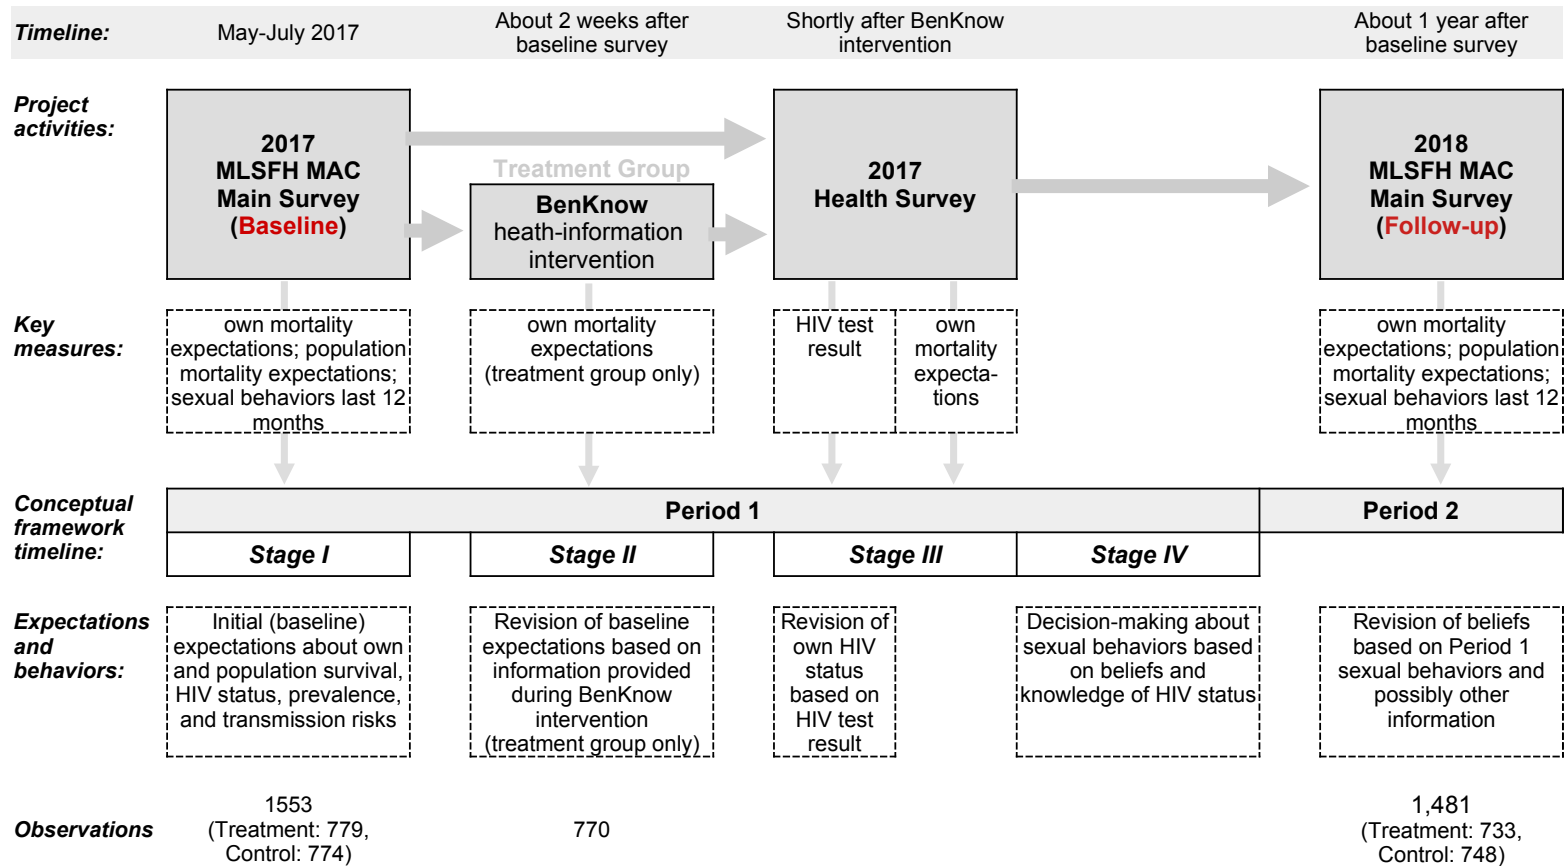 Timeline:
May-July 2017
About 2 weeks after
baseline survey
Shortly after BenKnow
intervention
About 1 year after
baseline survey
Project
activities:
2017
MLSFH MAC
Main Survey
(Baseline)
Treatment Group
BenKnow
heath-information
intervention
2017
Health Survey
2018
MLSFH MAC
Main Survey
(Follow-up)
Key
measures:
own mortality
expectations; population
mortality expectations;
sexual behaviors last 12
months
own mortality
expectations
(treatment group only)
HIV test
result
own
mortality
expecta-
tions
own mortality
expectations; population
mortality expectations;
sexual behaviors last 12
months
Conceptual
framework
timeline:
Period 1
Period 2
Stage I
Stage II
Stage III
Stage IV
Expectations
and
behaviors:
Initial (baseline)
expectations about own
and population survival,
HIV status, prevalence,
and transmission risks
Revision of baseline
expectations based on
information provided
during BenKnow
intervention
(treatment group only)
Revision of
own HIV
status
based on
HIV test
result
Decision-making about
sexual behaviors based
on beliefs and
knowledge of HIV status
Revision of beliefs
based on Period 1
sexual behaviors and
possibly other
information
Observations
1553
(Treatment: 779,
Control: 774)
770
1,481
(Treatment: 733,
Control: 748)